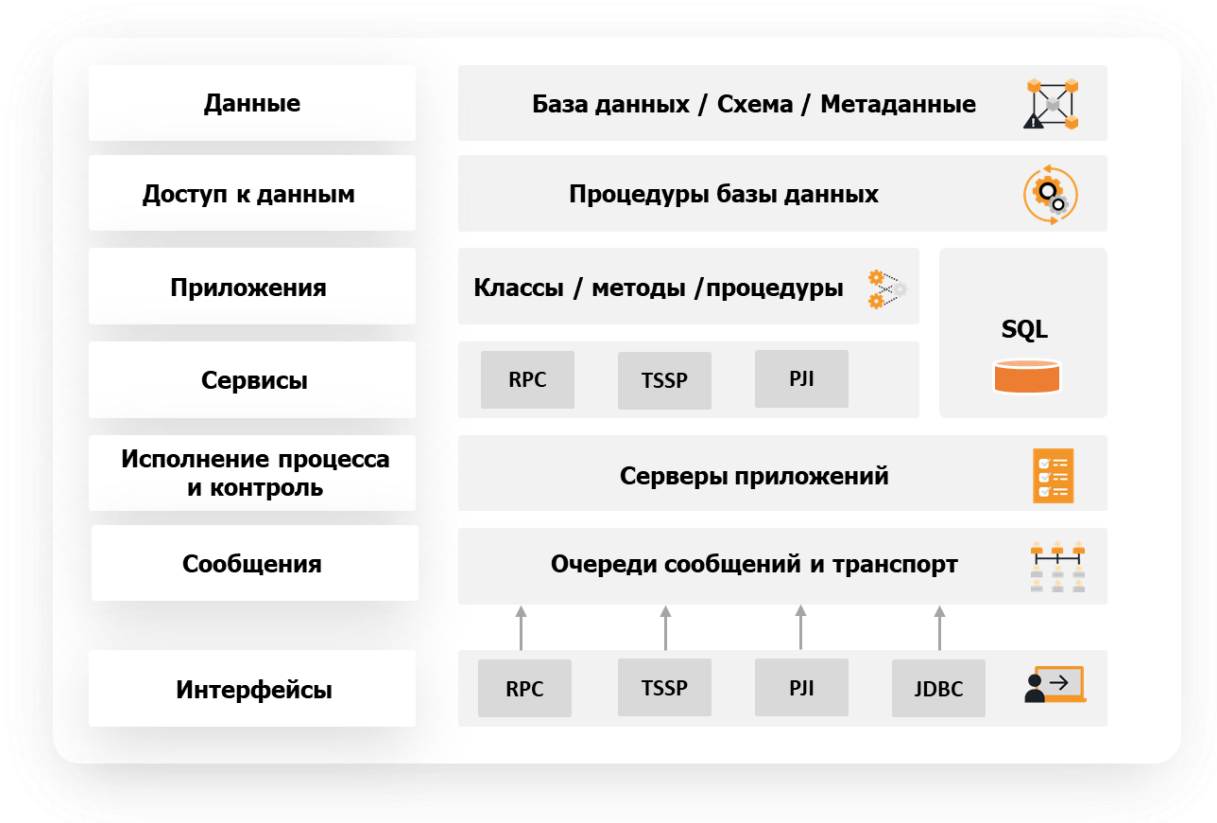 Данные
База данных / Схема / Метаданные
Доступ к данным
Процедуры базы данных
Приложения
Классы / методы /процедуры
SQL
Сервисы
RPC
TSSP
PJI
Исполнение процесса
и контроль
Серверы приложений
Сообщения
Очереди сообщений и транспорт
Интерфейсы
RPC
TSSP
PJI
JDBC